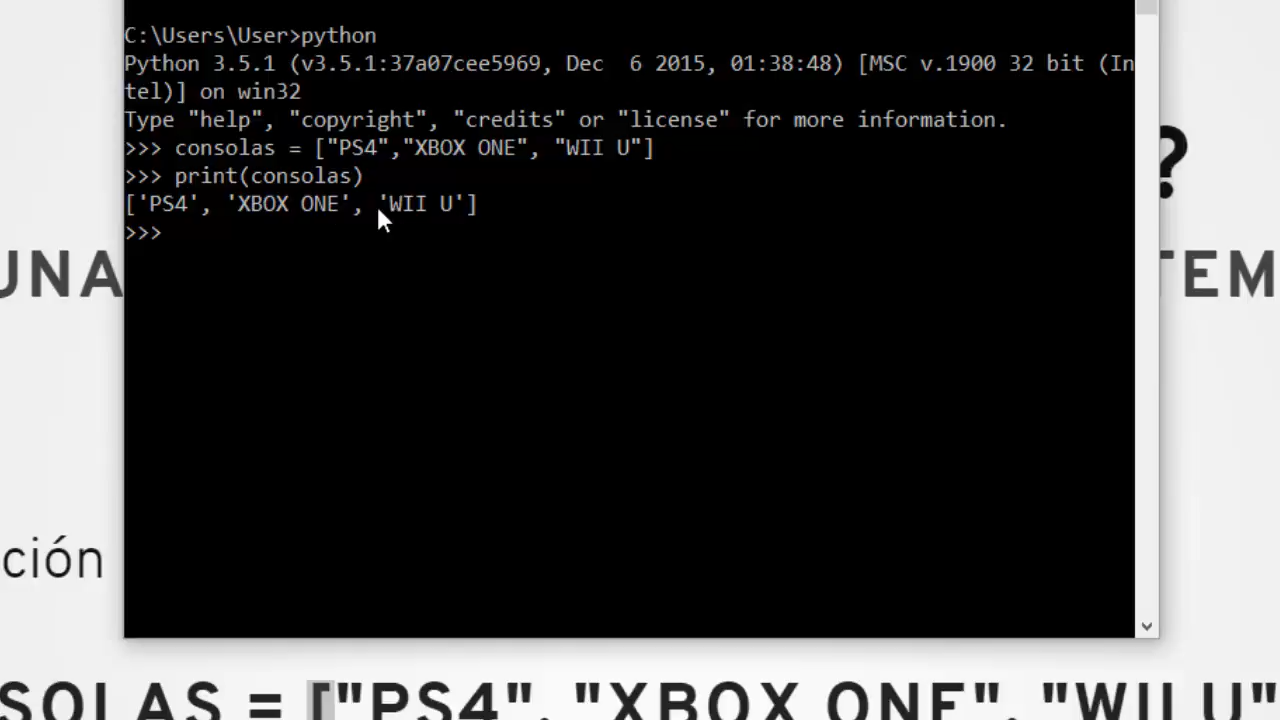 C:\Users\User>python
Python 3.5.1 (v3.5.1:37a07cee5969, Dec  6 2015, 01:38:48) [MSC v.1900 32 bit (In
tel)] on win32
Type "help", "copyright", "credits" or "license" for more information.
>>> consolas = ["PS4","XBOX ONE", "WII U"]
>>> print(consolas)
['PS4', 'XBOX ONE', 'WII U']
>>>
?
UNA
TEM
ción
SOLAS = ["PS4", "XBOX ONE", "WII U"